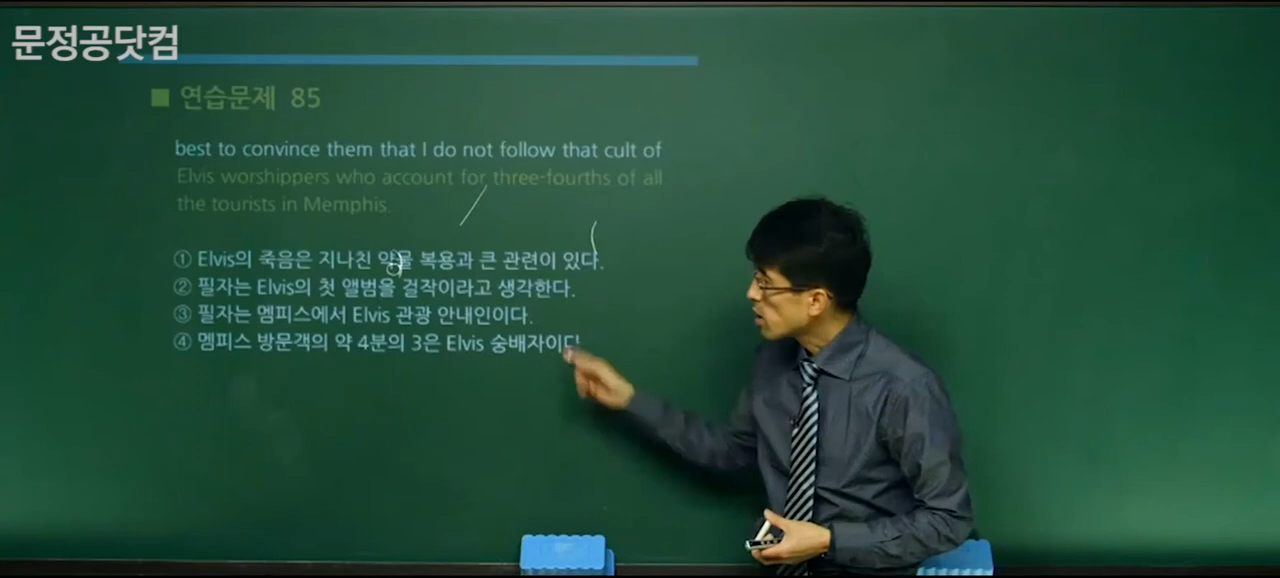 문정공닷컴
■ 연습문제 85
best to convince them that I do not follow that cult of
Elvis worshippers who account for three-fourths of all
the tourists in Memphis.
① Elvis의 죽음은 지나친 약물 복용과 큰 관련이 있다.
② 필자는 Elvis의 첫 앨범을 걸작이라고 생각한다.
③ 필자는 멤피스에서 Elvis 관광 안내인이다.
④ 멤피스 방문객의 약 4분의 3은 Elvis 숭배자이다.